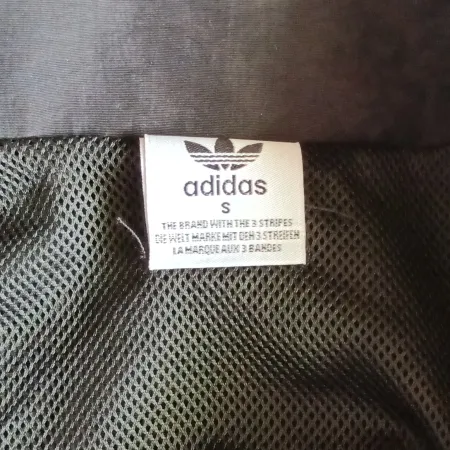 adidas
S
THE BRAND WITH THE 3 STRIPES
DIE WELT MARKE MIT DEN 3 STREIFEN
LA MARQUE AUX 3 BANDES